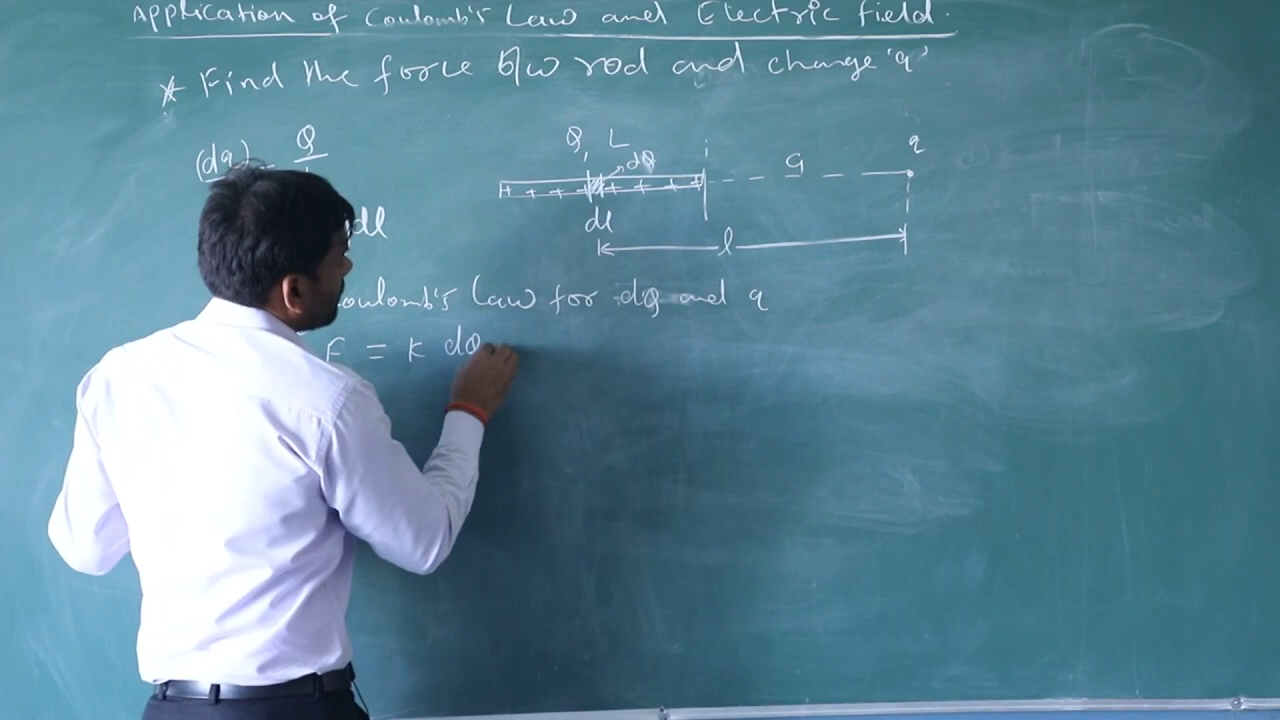 Application of Coulomb's Law and Electric field.
* Find the force b/w rod and charge 'q'
Q, L
dQ
q
a
(dq) = Q
+ + + + + + +
dl
dl
l
Coulomb's Law for dQ and q
F = K dQ